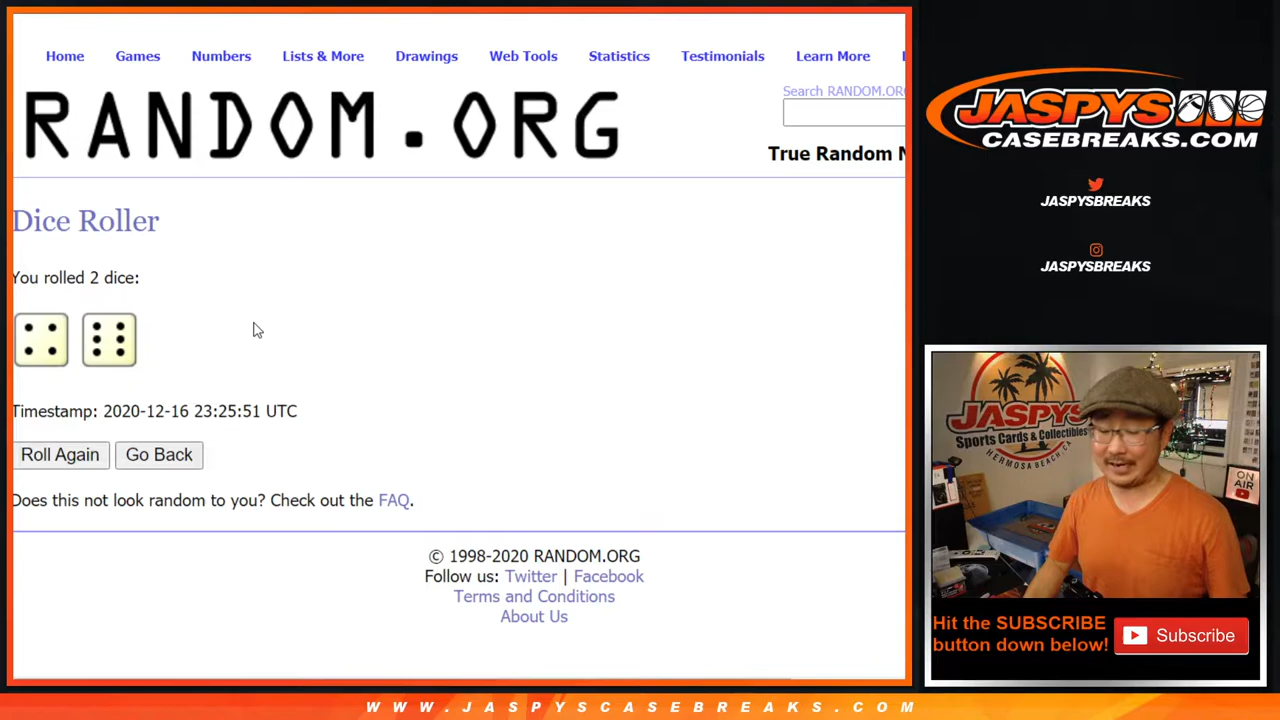 Home Games Numbers Lists & More Drawings Web Tools Statistics Testimonials Learn More
RANDOM.ORG
Search RANDOM.ORG
True Random N
Dice Roller
You rolled 2 dice:
Timestamp: 2020-12-16 23:25:51 UTC
Roll Again Go Back
Does this not look random to you? Check out the FAQ.
© 1998-2020 RANDOM.ORG
Follow us: Twitter | Facebook
Terms and Conditions
About Us
JASPYS
CASEBREAKS.COM
JASPYSBREAKS
JASPYSBREAKS
JASPYS
Sports Cards & Collectibles
HERMOSA BEACH, CA
ON AIR
Hit the SUBSCRIBE
button down below!
Subscribe
WWW.JASPYSCASEBREAKS.COM